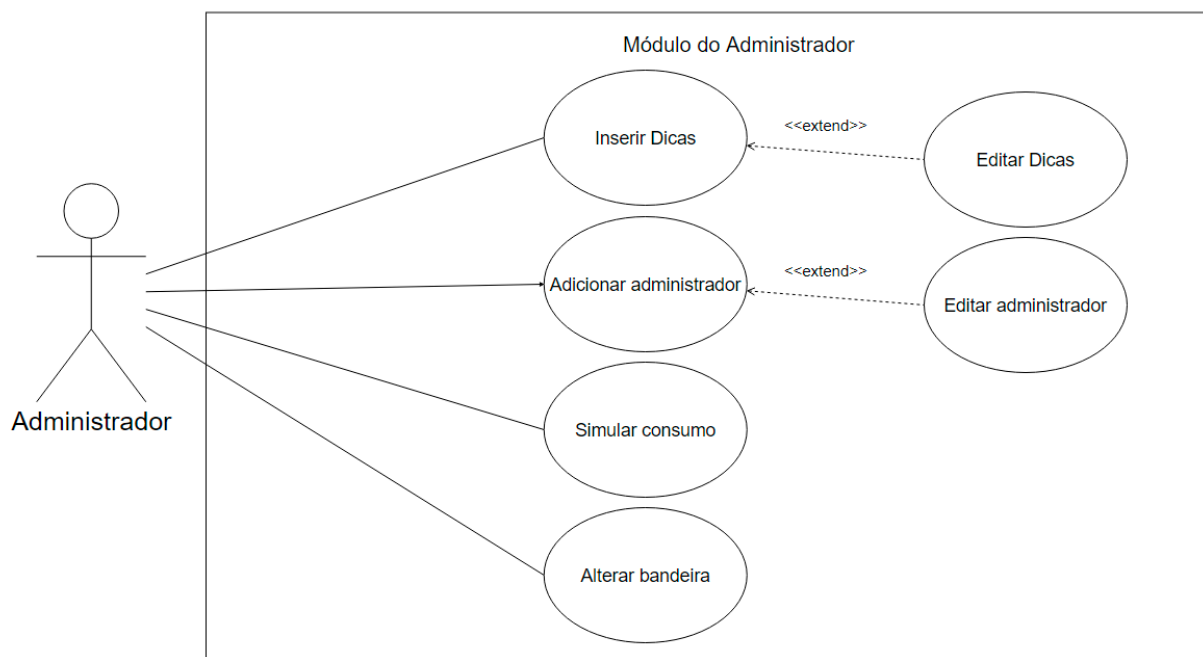 Módulo do Administrador
Inserir Dicas
<<extend>>
Editar Dicas
Adicionar administrador
<<extend>>
Editar administrador
Simular consumo
Administrador
Alterar bandeira